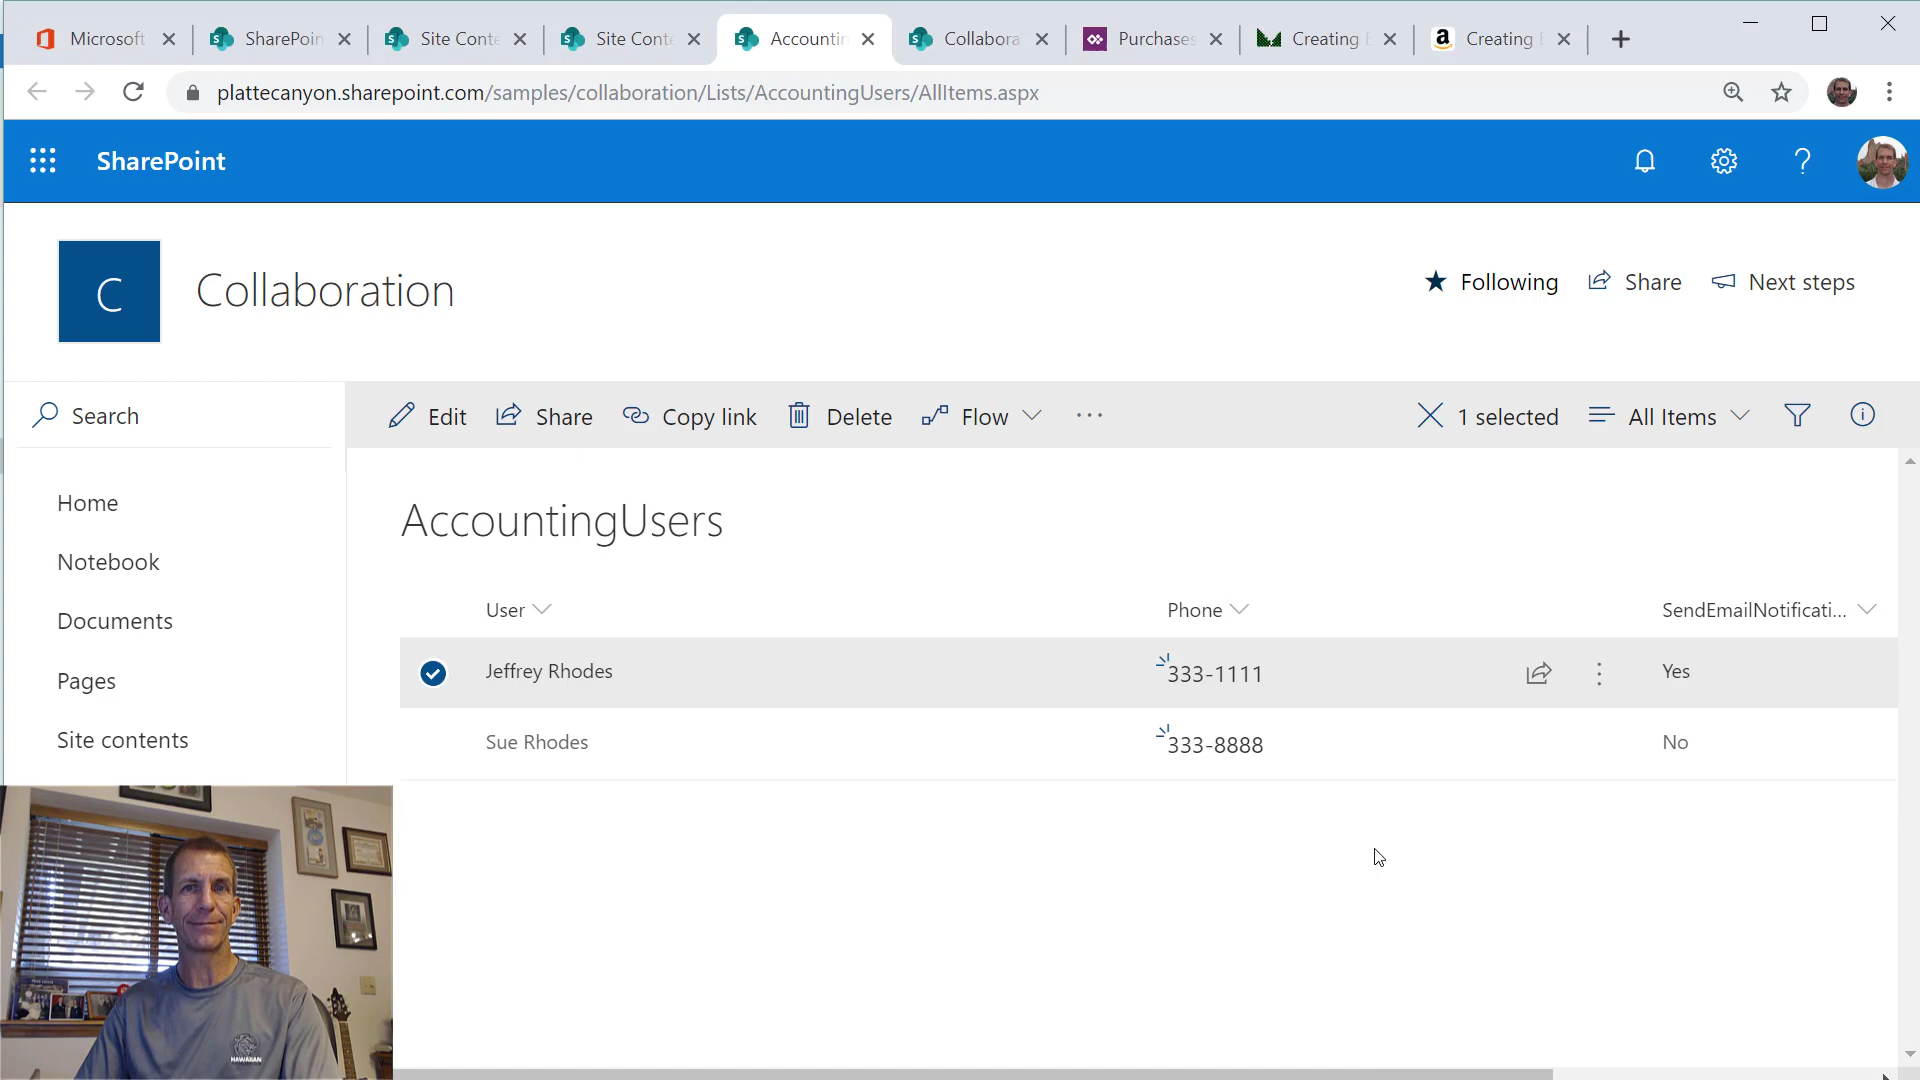 Microsoft
SharePoin
Site Conte
Site Conte
Accountin
Collabora
Purchases
Creating E
Creating E
plattecanyon.sharepoint.com/samples/collaboration/Lists/AccountingUsers/AllItems.aspx
SharePoint
C
Collaboration
Following
Share
Next steps
Search
Edit
Share
Copy link
Delete
Flow
1 selected
All Items
Home
Notebook
Documents
Pages
Site contents
AccountingUsers
User
Phone
SendEmailNotificati...
Jeffrey Rhodes
333-1111
Yes
Sue Rhodes
333-8888
No
HAWAIIAN